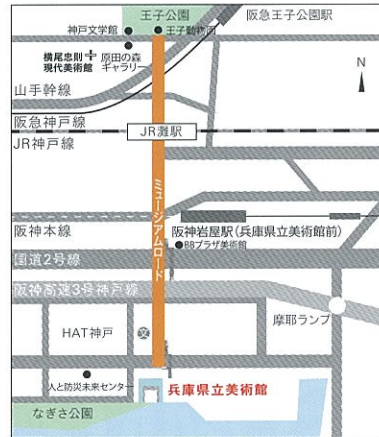 王子公園
阪急王子公園駅
神戸文学館
王子動物園
横尾忠則
現代美術館
原田の森
ギャラリー
N
山手幹線
阪急神戸線
JR灘駅
JR神戸線
ミュージアムロード
阪神本線
阪神岩屋駅(兵庫県立美術館前)
BBプラザ美術館
国道2号線
阪神高速3号神戸線
摩耶ランプ
HAT神戸
文
人と防災未来センター
兵庫県立美術館
なぎさ公園